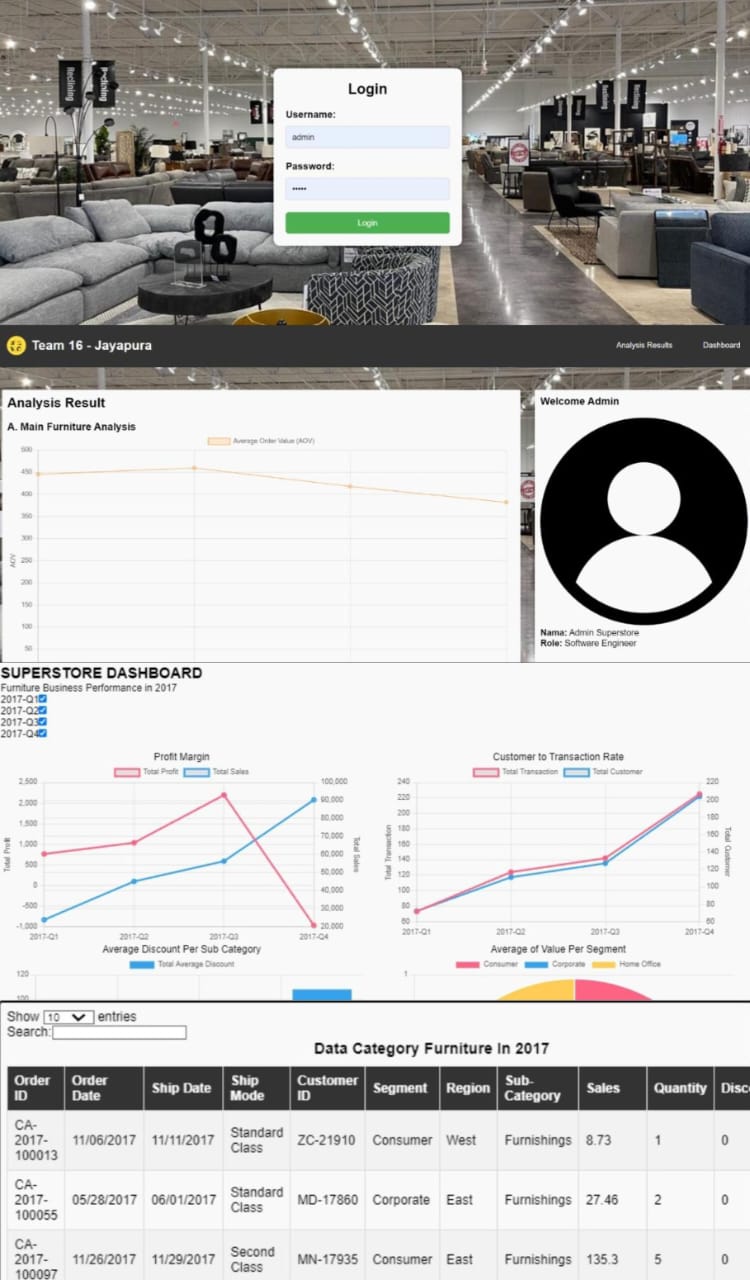 Reclining
Reclining
Login
Username:
admin
Password:
•••••
Login
Team 16 - Jayapura
Analysis Results
Dashboard
Analysis Result
A. Main Furniture Analysis
Average Order Value (AOV)
500
450
400
350
300
250
200
150
100
50
AOV
Welcome Admin
Nama: Admin Superstore
Role: Software Engineer
SUPERSTORE DASHBOARD
Furniture Business Performance in 2017
2017-Q1
2017-Q2
2017-Q3
2017-Q4
Profit Margin
Total Profit Total Sales
2,500
2,000
1,500
1,000
500
0
-500
-1,000
Total Profit
100,000
90,000
80,000
70,000
60,000
50,000
40,000
30,000
20,000
Total Sales
2017-Q1 2017-Q2 2017-Q3 2017-Q4
Customer to Transaction Rate
Total Transaction Total Customer
240
220
200
180
160
140
120
100
80
60
Total Transaction
220
200
180
160
140
120
100
80
60
Total Customer
2017-Q1 2017-Q2 2017-Q3 2017-Q4
Average Discount Per Sub Category
Total Average Discount
120
100
Average of Value Per Segment
Consumer Corporate Home Office
1
Show 10 entries
Search:
Data Category Furniture In 2017
Order ID Order Date Ship Date Ship Mode Customer ID Segment Region Sub-Category Sales Quantity Disc
CA-2017-100013 11/06/2017 11/11/2017 Standard Class ZC-21910 Consumer West Furnishings 8.73 1 0
CA-2017-100055 05/28/2017 06/01/2017 Standard Class MD-17860 Corporate East Furnishings 27.46 2 0
CA-2017-100097 11/26/2017 11/29/2017 Second Class MN-17935 Consumer East Furnishings 135.3 5 0